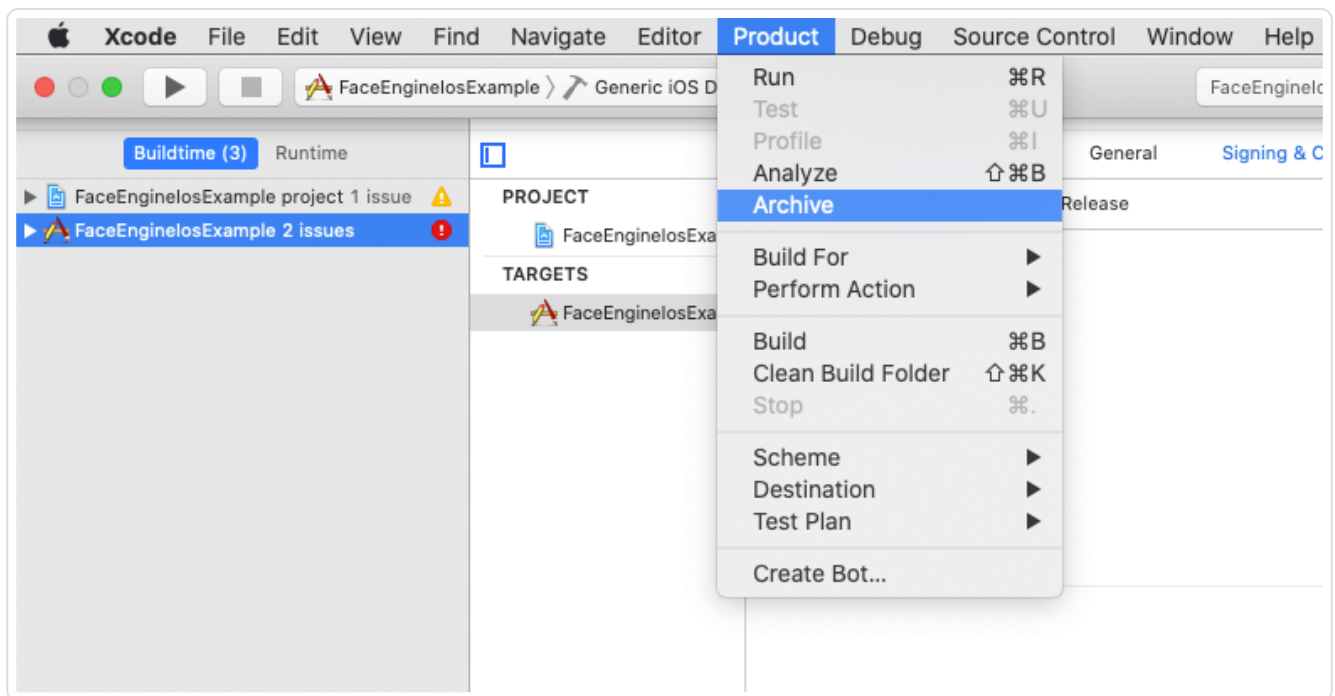 Xcode File Edit View Find Navigate Editor Product Debug Source Control Window Help
FaceEngineIosExample 〉 Generic iOS D
FaceEngineIo
Buildtime (3) Runtime
FaceEngineIosExample project 1 issue
FaceEngineIosExample 2 issues
PROJECT
FaceEngineIosExa
TARGETS
FaceEngineIosExa
Run ⌘R
Test ⌘U
Profile ⌘I
Analyze ⇧⌘B
Archive
Build For ▶
Perform Action ▶
Build ⌘B
Clean Build Folder ⇧⌘K
Stop ⌘.
Scheme ▶
Destination ▶
Test Plan ▶
Create Bot...
General Signing & C
Release